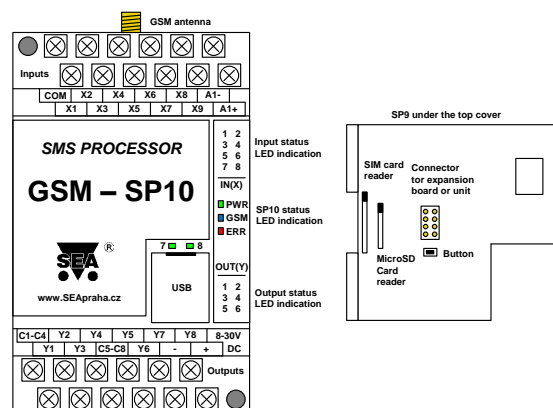 GSM antenna
Inputs
COM X2 X4 X6 X8 A1-
X1 X3 X5 X7 X9 A1+
SMS PROCESSOR
GSM – SP10
SEA ®
www.SEApraha.cz
1 2
3 4
5 6
7 8
IN(X)
PWR
GSM
ERR
7 8
USB
OUT(Y)
1 2
3 4
5 6
Input status
LED indication
SP10 status
LED indication
Output status
LED indication
C1-C4 Y2 Y4 Y5 Y7 Y8 8-30V
Y1 Y3 C5-C8 Y6 - + DC
Outputs
SP9 under the top cover
SIM card
reader
Connector
tor expansion
board or unit
MicroSD
Card
reader
Button